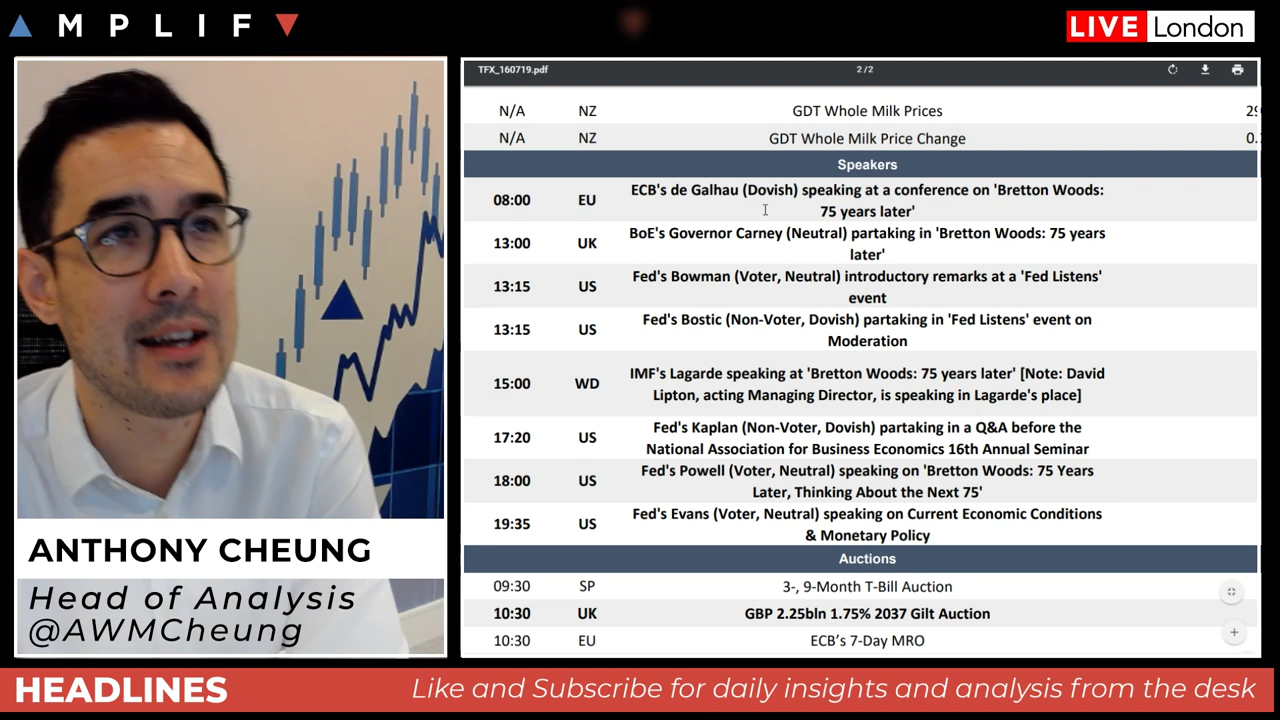 MPLIF
LIVE London
TFX_160719.pdf 2/2
N/A NZ GDT Whole Milk Prices
N/A NZ GDT Whole Milk Price Change 0.
Speakers
08:00 EU ECB's de Galhau (Dovish) speaking at a conference on 'Bretton Woods:
75 years later'
13:00 UK BoE's Governor Carney (Neutral) partaking in 'Bretton Woods: 75 years
later'
13:15 US Fed's Bowman (Voter, Neutral) introductory remarks at a 'Fed Listens'
event
13:15 US Fed's Bostic (Non-Voter, Dovish) partaking in 'Fed Listens' event on
Moderation
15:00 WD IMF's Lagarde speaking at 'Bretton Woods: 75 years later' [Note: David
Lipton, acting Managing Director, is speaking in Lagarde's place]
17:20 US Fed's Kaplan (Non-Voter, Dovish) partaking in a Q&A before the
National Association for Business Economics 16th Annual Seminar
18:00 US Fed's Powell (Voter, Neutral) speaking on 'Bretton Woods: 75 Years
Later, Thinking About the Next 75'
19:35 US Fed's Evans (Voter, Neutral) speaking on Current Economic Conditions
& Monetary Policy
Auctions
09:30 SP 3-, 9-Month T-Bill Auction
10:30 UK GBP 2.25bln 1.75% 2037 Gilt Auction
10:30 EU ECB’s 7-Day MRO
ANTHONY CHEUNG
Head of Analysis
@AWMCheung
HEADLINES Like and Subscribe for daily insights and analysis from the desk